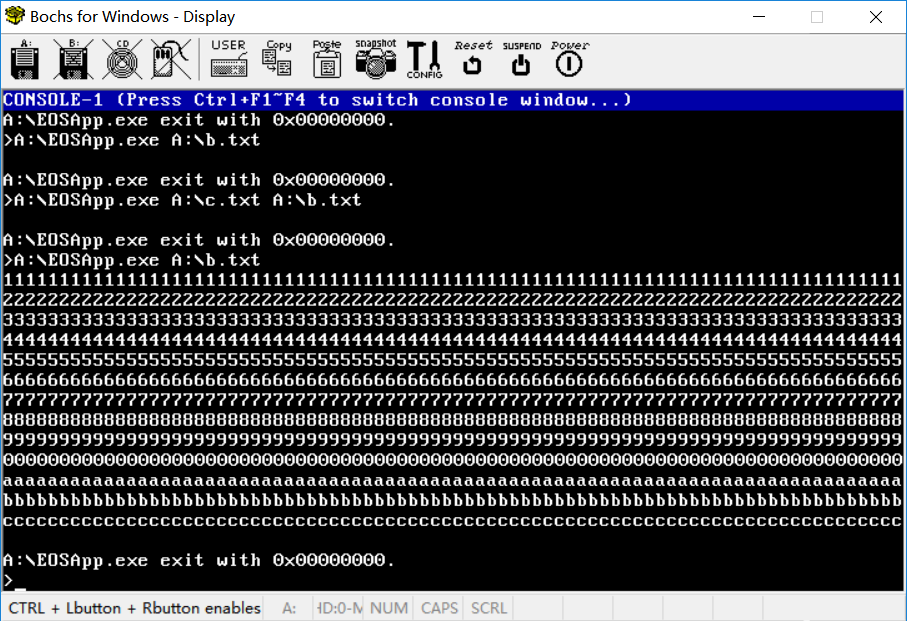 Bochs for Windows - Display
A: B: CD USER Copy Paste snapshot CONFIG Reset SUSPEND Power
CONSOLE-1 (Press Ctrl+F1~F4 to switch console window...)
A:\EOSApp.exe exit with 0x00000000.
>A:\EOSApp.exe A:\b.txt
A:\EOSApp.exe exit with 0x00000000.
>A:\EOSApp.exe A:\c.txt A:\b.txt
A:\EOSApp.exe exit with 0x00000000.
>A:\EOSApp.exe A:\b.txt
11111111111111111111111111111111111111111111111111111111111111111111111111111111
22222222222222222222222222222222222222222222222222222222222222222222222222222222
33333333333333333333333333333333333333333333333333333333333333333333333333333333
44444444444444444444444444444444444444444444444444444444444444444444444444444444
55555555555555555555555555555555555555555555555555555555555555555555555555555555
66666666666666666666666666666666666666666666666666666666666666666666666666666666
77777777777777777777777777777777777777777777777777777777777777777777777777777777
88888888888888888888888888888888888888888888888888888888888888888888888888888888
99999999999999999999999999999999999999999999999999999999999999999999999999999999
00000000000000000000000000000000000000000000000000000000000000000000000000000000
aaaaaaaaaaaaaaaaaaaaaaaaaaaaaaaaaaaaaaaaaaaaaaaaaaaaaaaaaaaaaaaaaaaaaaaaaaaaaaaa
bbbbbbbbbbbbbbbbbbbbbbbbbbbbbbbbbbbbbbbbbbbbbbbbbbbbbbbbbbbbbbbbbbbbbbbbbbbbbbbb
cccccccccccccccccccccccccccccccccccccccccccccccccccccccccccccccccccccccccccccccc
A:\EOSApp.exe exit with 0x00000000.
>_
CTRL + Lbutton + Rbutton enables A: HD:0-M NUM CAPS SCRL